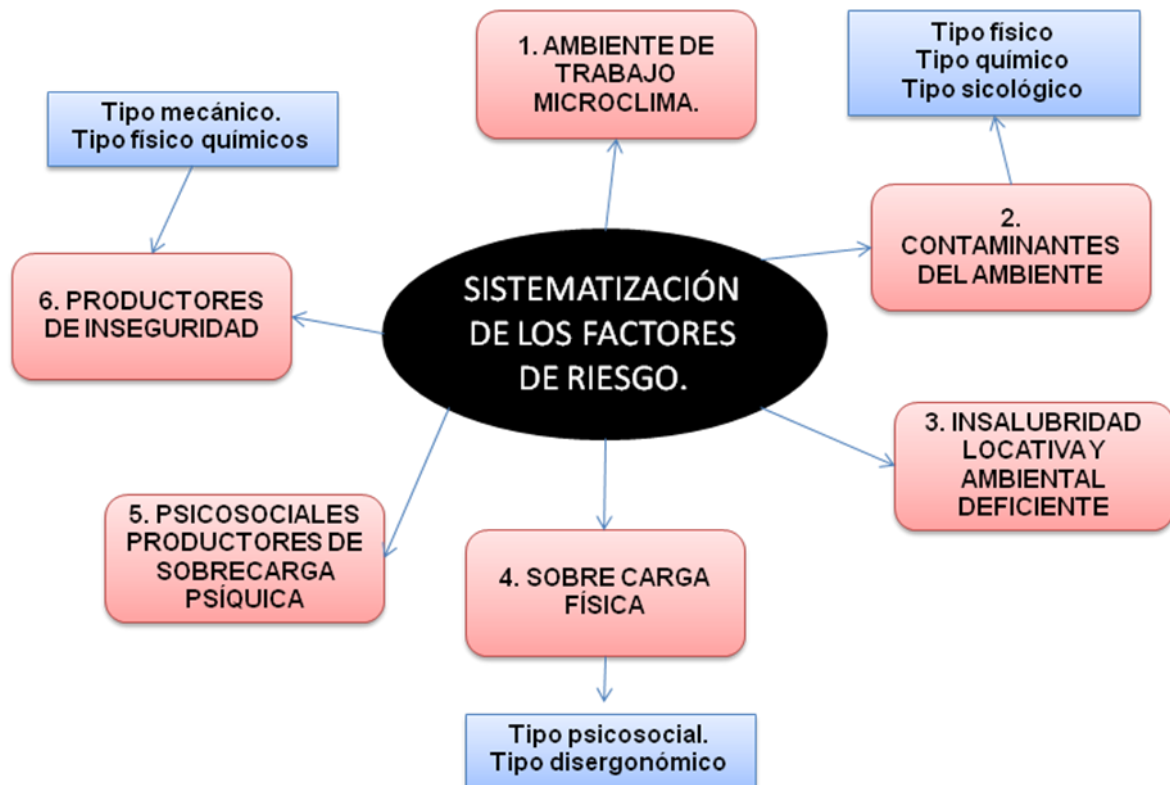 SISTEMATIZACIÓN
DE LOS FACTORES
DE RIESGO.
1. AMBIENTE DE
TRABAJO
MICROCLIMA.
Tipo físico
Tipo químico
Tipo sicológico
2.
CONTAMINANTES
DEL AMBIENTE
3. INSALUBRIDAD
LOCATIVA Y
AMBIENTAL
DEFICIENTE
4. SOBRE CARGA
FÍSICA
Tipo psicosocial.
Tipo disergonómico
5. PSICOSOCIALES
PRODUCTORES DE
SOBRECARGA
PSÍQUICA
Tipo mecánico.
Tipo físico químicos
6. PRODUCTORES
DE INSEGURIDAD